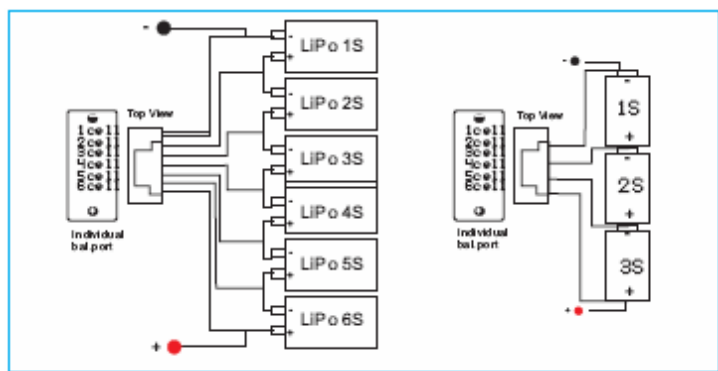 -
LiPo 1S
-
+
LiPo 2S
-
+
LiPo 3S
-
+
LiPo 4S
-
+
LiPo 5S
-
+
LiPo 6S
-
+
Top View
1cell
2cell
3cell
4cell
5cell
6cell
Individual
bal.port
+
-
-
1S
+
-
2S
+
-
3S
+
Top View
1cell
2cell
3cell
4cell
5cell
6cell
Individual
bal.port
+